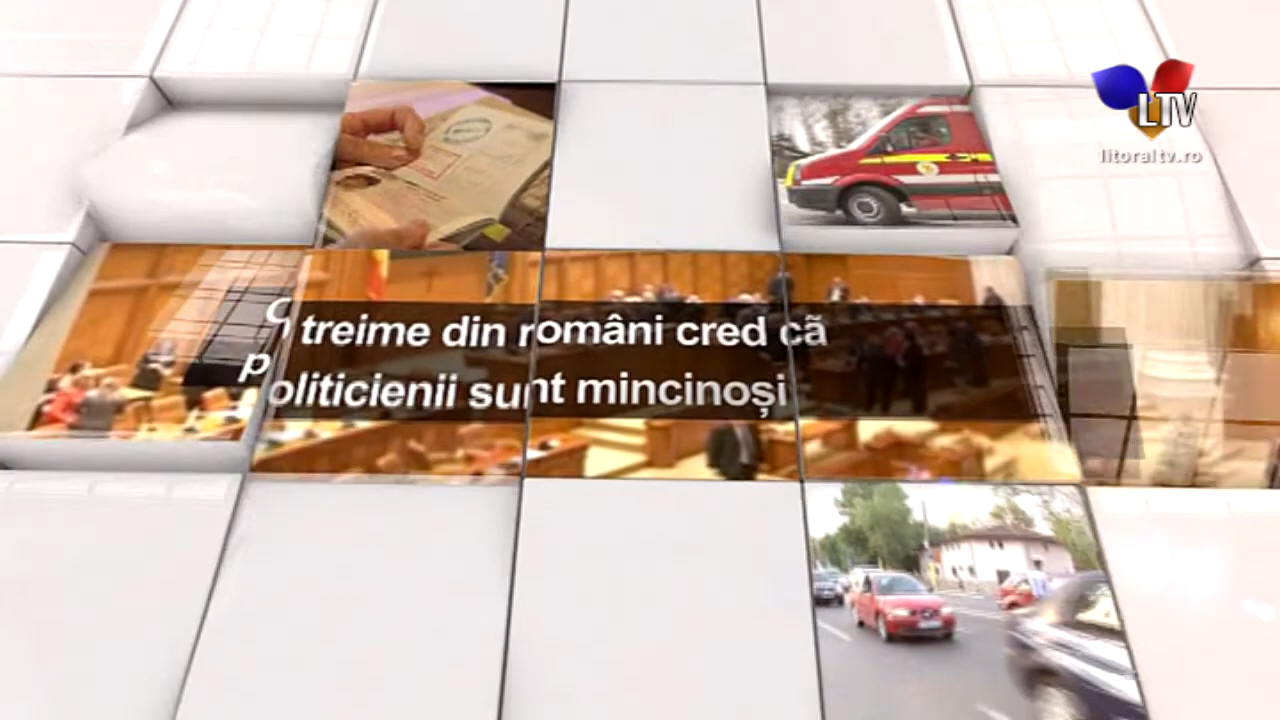 LTV
litoraltv.ro
O treime din români cred că
politicienii sunt mincinoși